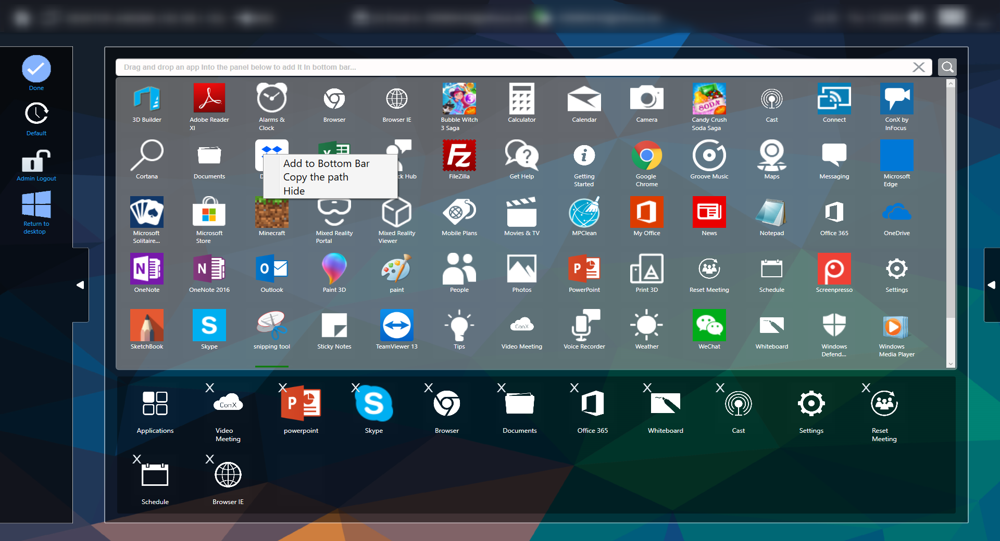 Done
Default
Admin Logout
Return to
desktop
Drag and drop an app into the panel below to add it in bottom bar...
3D Builder
Adobe Reader
XI
Alarms &
Clock
Browser
Browser IE
Bubble Witch
3 Saga
Calculator
Calendar
Camera
Candy Crush
Soda Saga
SODA
Cast
Connect
ConX by
InFocus
Cortana
Documents
Add to Bottom Bar
Copy the path
Hide
Hub
Fz
FileZilla
Get Help
Getting
Started
Google
Chrome
Groove Music
Maps
Messaging
Microsoft
Edge
Microsoft
Solitaire...
Microsoft
Store
Minecraft
Mixed Reality
Portal
Mixed Reality
Viewer
Mobile Plans
Movies & TV
MPClean
My Office
News
Notepad
Office 365
OneDrive
N
OneNote
N
OneNote 2016
O
Outlook
Paint 3D
paint
People
Photos
P
PowerPoint
Print 3D
Reset Meeting
Schedule
Screenpresso
Settings
SketchBook
S
Skype
snipping tool
Sticky Notes
TeamViewer 13
Tips
ConX
Video Meeting
Voice Recorder
Weather
WeChat
Whiteboard
Windows
Defend...
Windows
Media Player
Applications
X
ConX
Video
Meeting
X
P
powerpoint
X
S
Skype
X
Browser
X
Documents
X
Office 365
X
Whiteboard
X
Cast
Settings
X
Reset
Meeting
X
Schedule
X
Browser IE